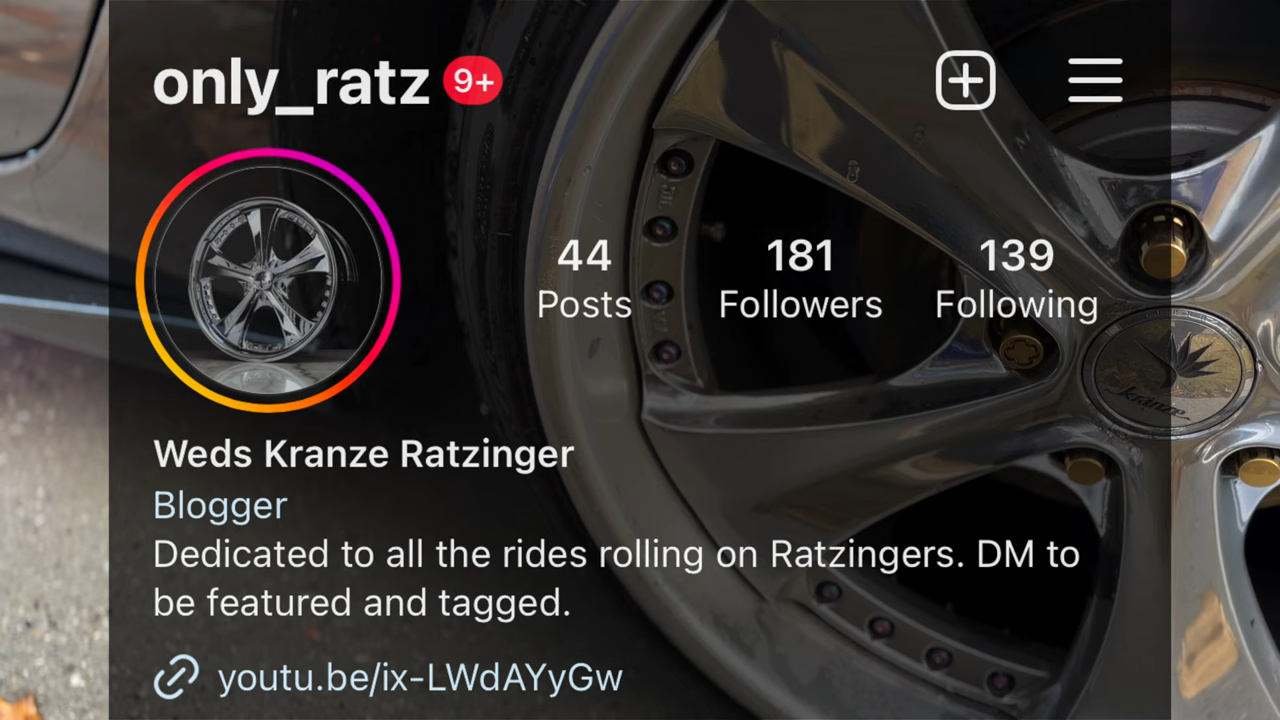 only_ratz 9+
44 181 139
Posts Followers Following
Weds Kranze Ratzinger
Blogger
Dedicated to all the rides rolling on Ratzingers. DM to
be featured and tagged.
youtu.be/ix-LWdAYyGw
Kranze